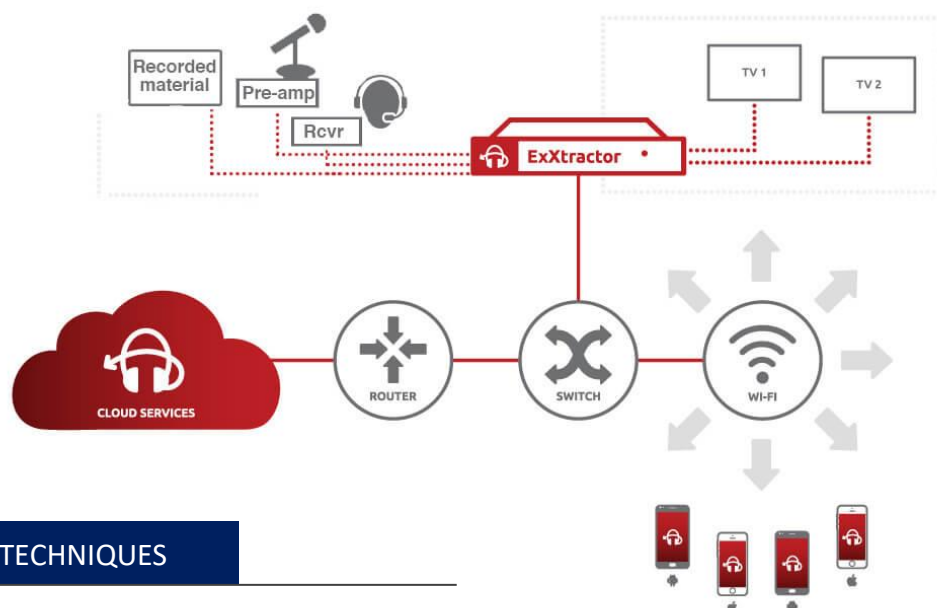 Recorded
material
Pre-amp
Rcvr
ExXtractor
TV 1
TV 2
CLOUD SERVICES
ROUTER
SWITCH
WI-FI
TECHNIQUES